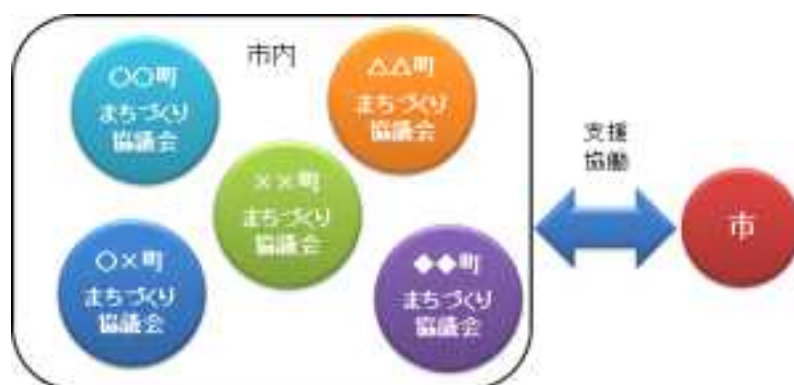 市内
○○町
まちづくり
協議会
△△町
まちづくり
協議会
××町
まちづくり
協議会
○×町
まちづくり
協議会
◆◆町
まちづくり
協議会
支援
協働
市